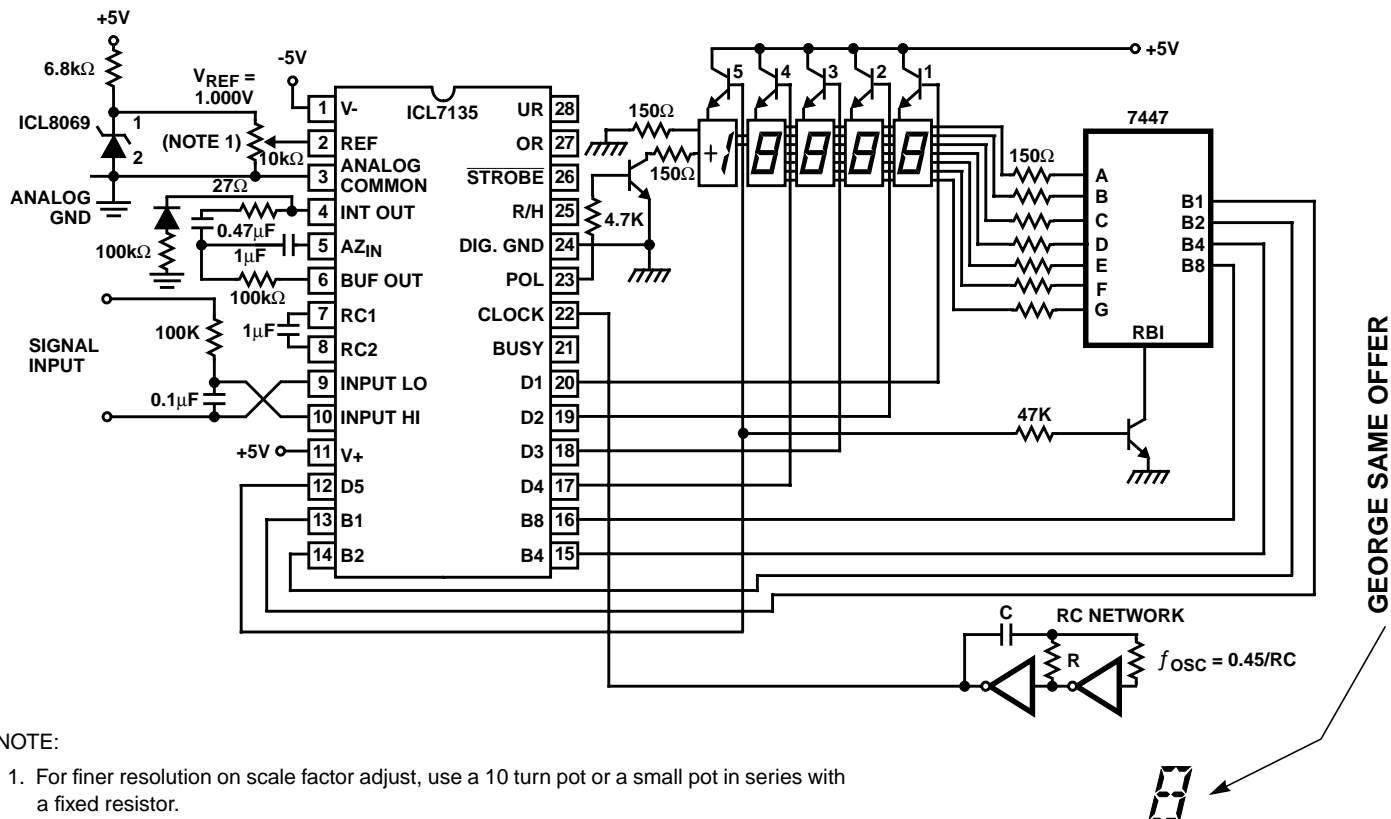 +5V
6.8kΩ
VREF =
1.000V
-5V
ICL8069
1
2
(NOTE 1)
10kΩ
ANALOG
GND
27Ω
0.47μF
100kΩ
1μF
100kΩ
SIGNAL
INPUT
100K
1μF
0.1μF
+5V
ICL7135
1 V-
2 REF
3 ANALOG
COMMON
4 INT OUT
5 AZIN
6 BUF OUT
7 RC1
8 RC2
9 INPUT LO
10 INPUT HI
11 V+
12 D5
13 B1
14 B2
UR 28
OR 27
STROBE 26
R/H 25
DIG. GND 24
POL 23
CLOCK 22
BUSY 21
D1 20
D2 19
D3 18
D4 17
B8 16
B4 15
150Ω
150Ω
4.7K
5 4 3 2 1
+5V
+1 8 8 8 8
7447
150Ω
A
B
C
D
E
F
G
B1
B2
B4
B8
RBI
47K
C
RC NETWORK
R
fOSC = 0.45/RC
GEORGE SAME OFFER
NOTE:
1. For finer resolution on scale factor adjust, use a 10 turn pot or a small pot in series with
a fixed resistor.